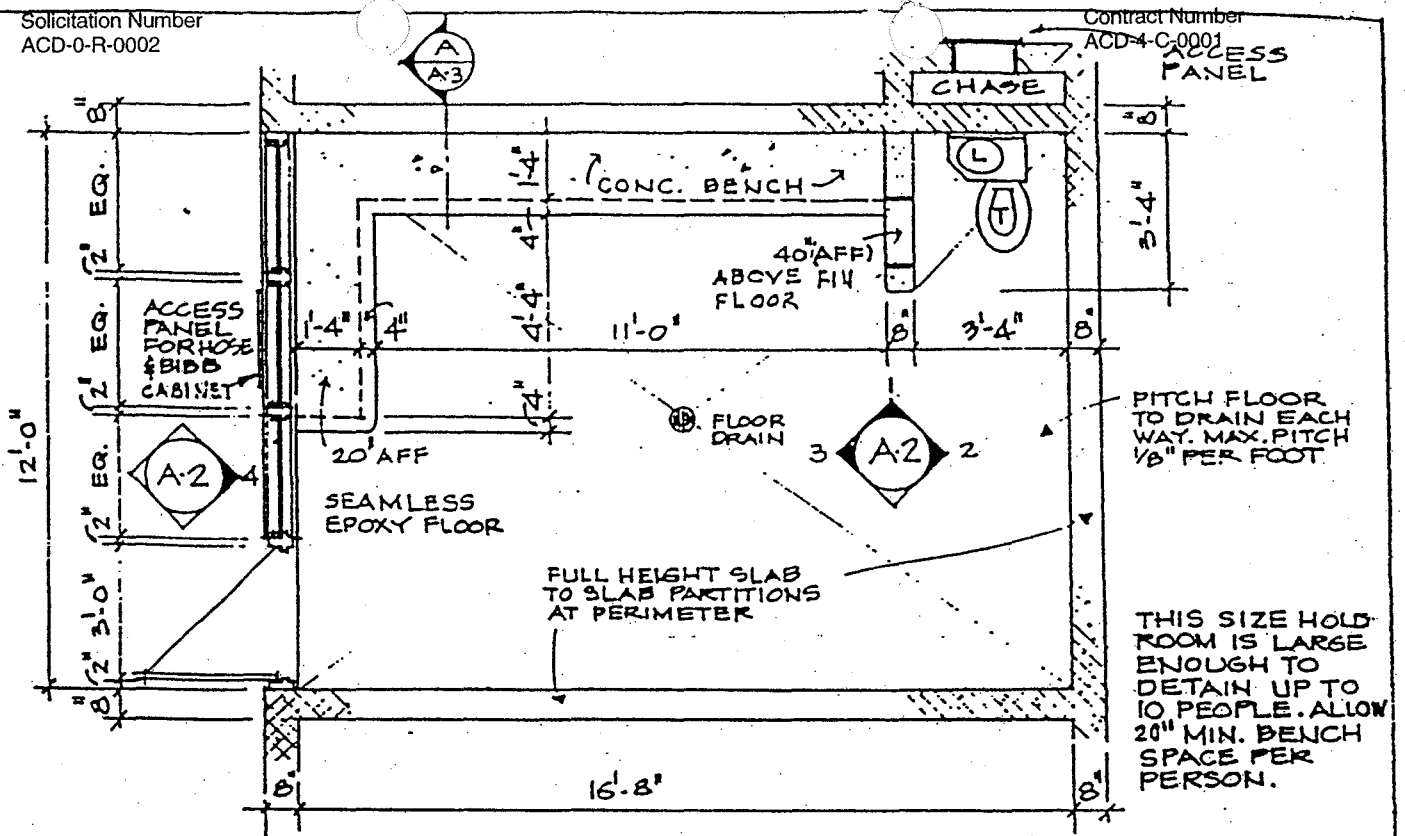 Solicitation Number
ACD-0-R-0002
Contract Number
ACD-4-C-0001
ACCESS
PANEL
A
A-3
CHASE
8"
8"
L
T
EQ.
1'-4"
CONC. BENCH
3'-4"
2"
4"
40"(AFF)
ABOVE FIN
FLOOR
ACCESS
PANEL
FOR HOSE
& BIBB
CABINET
EQ.
1'-4"
4"
4'-4"
11'-0"
8"
3'-4"
8"
2"
4"
12'-0"
FLOOR
DRAIN
PITCH FLOOR
TO DRAIN EACH
WAY. MAX. PITCH
1/8" PER FOOT
EQ.
A-2
4
20" AFF
3
A-2
2
SEAMLESS
EPOXY FLOOR
2"
3'-0"
FULL HEIGHT SLAB
TO SLAB PARTITIONS
AT PERIMETER
2"
8"
THIS SIZE HOLD
ROOM IS LARGE
ENOUGH TO
DETAIN UP TO
10 PEOPLE. ALLOW
20" MIN. BENCH
SPACE PER
PERSON.
8"
16'-8"
8"